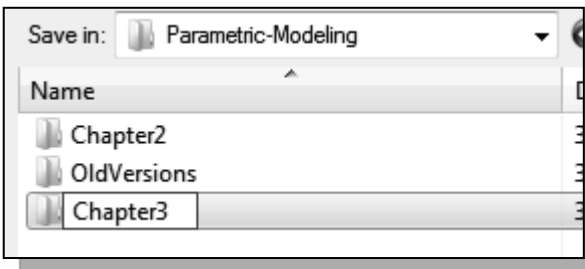 Save in: Parametric-Modeling
Name
Chapter2
OldVersions
Chapter3